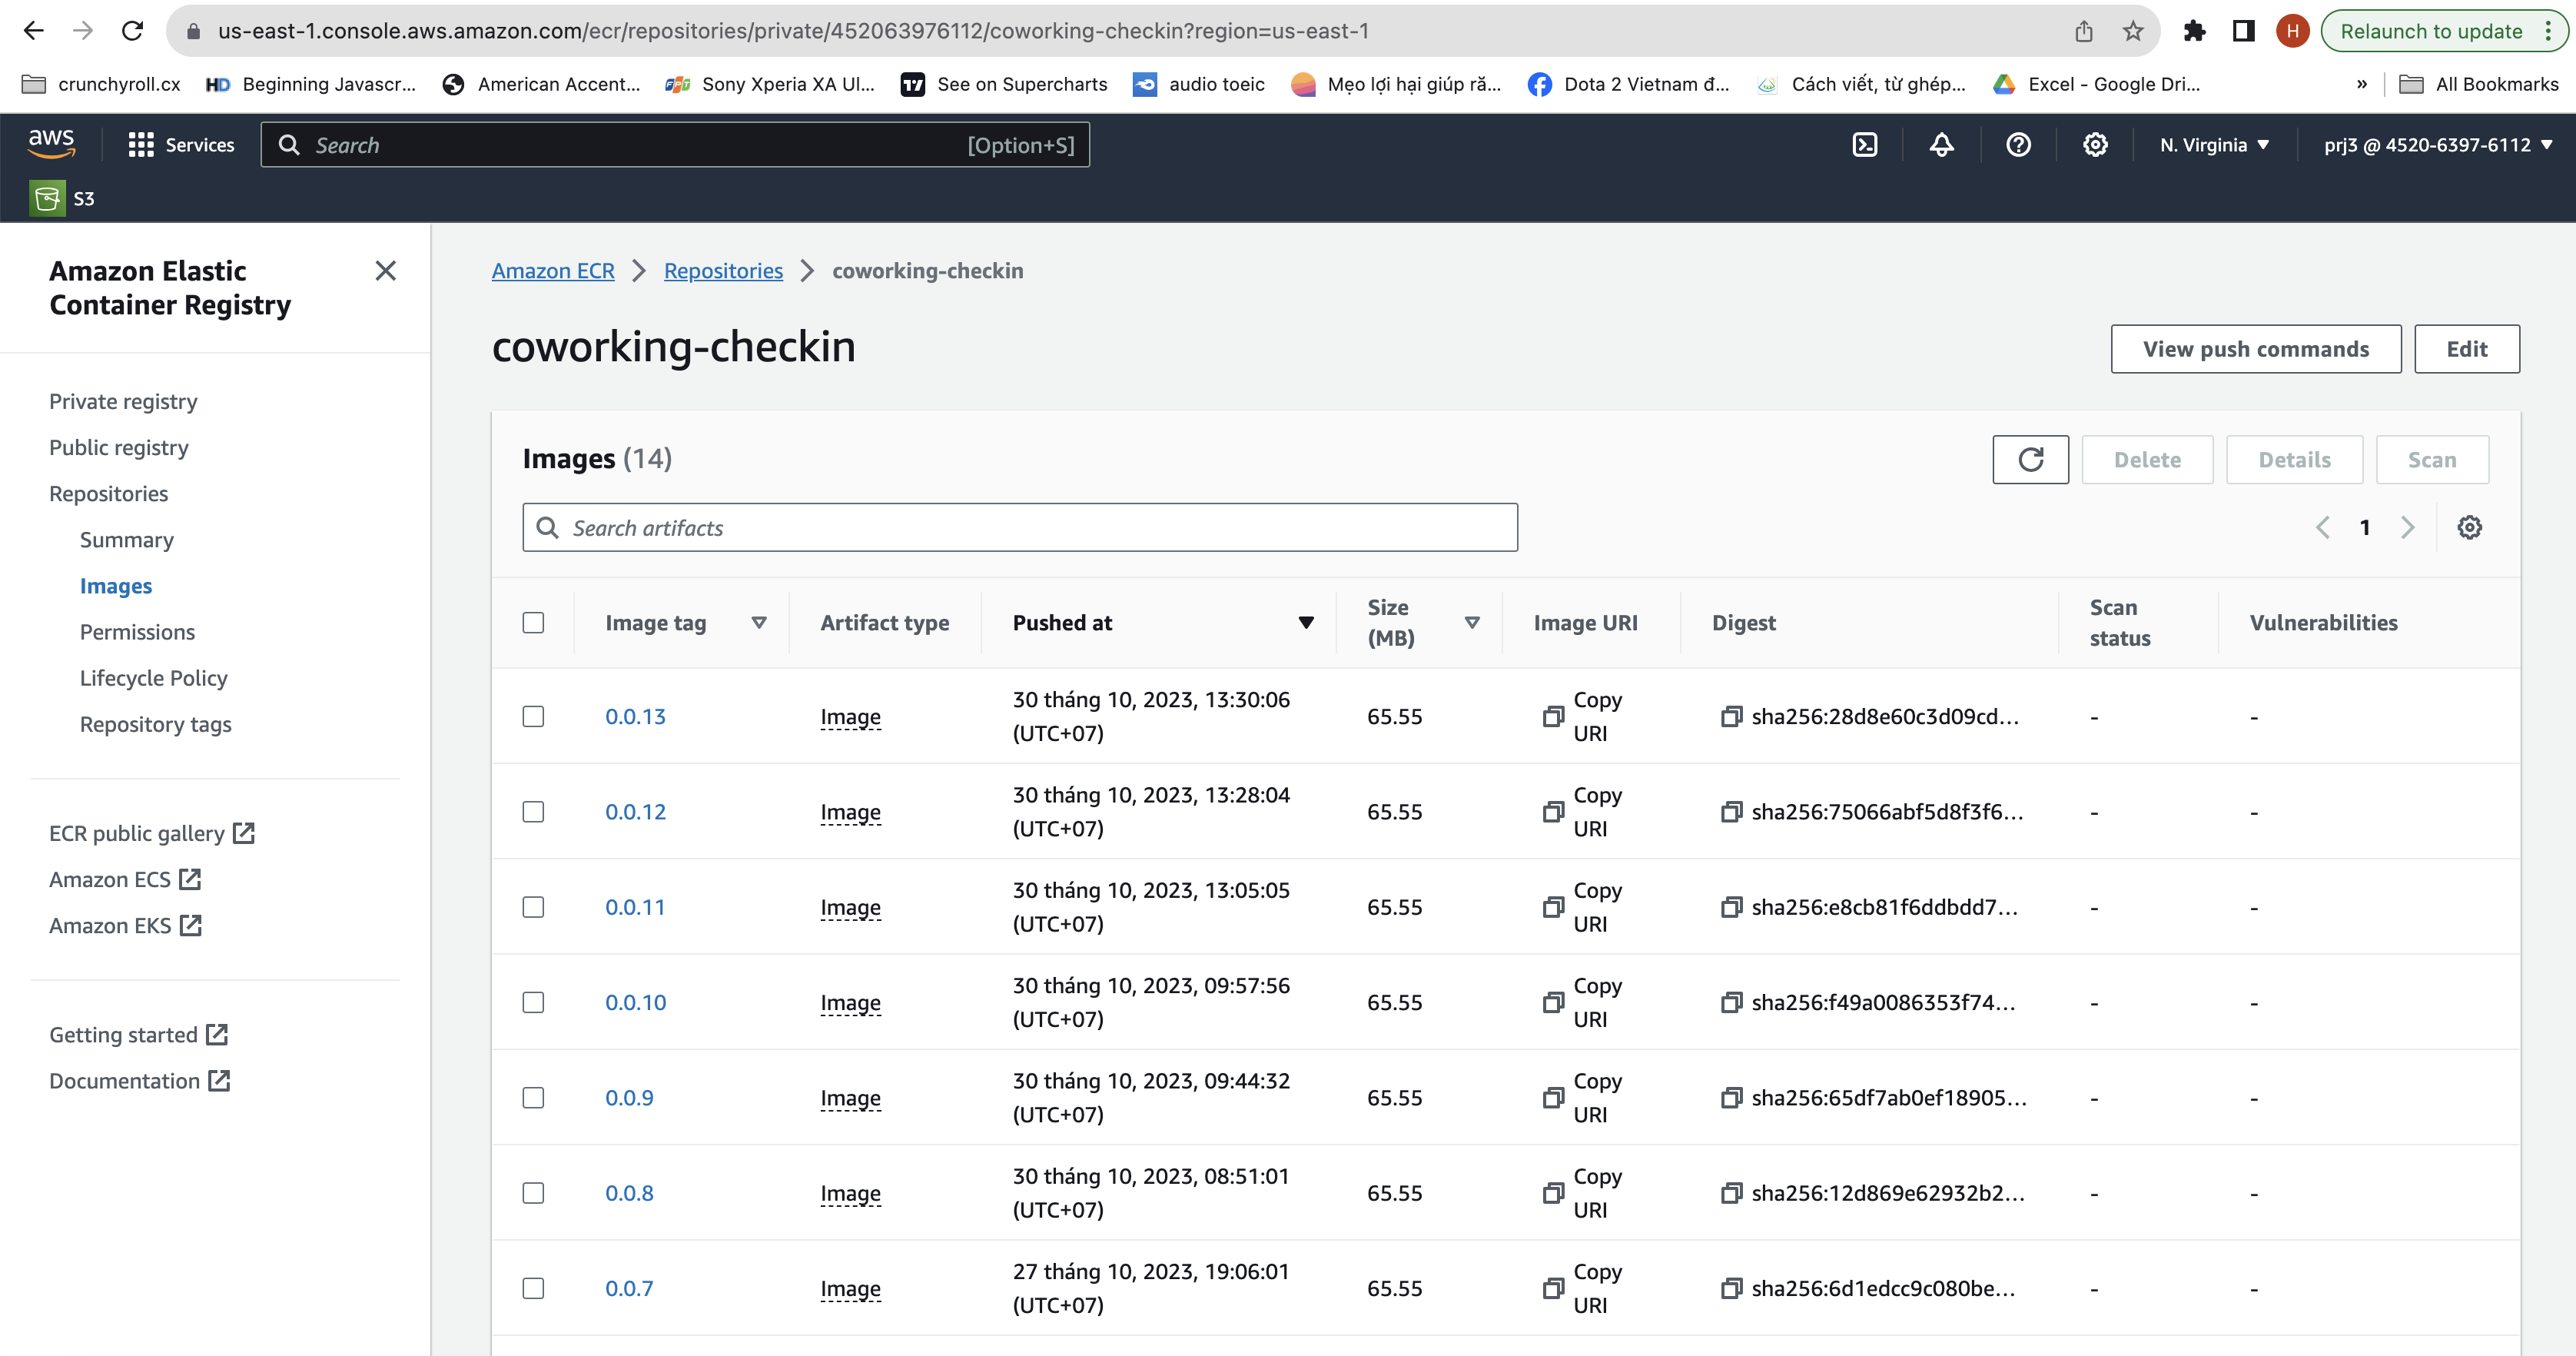 us-east-1.console.aws.amazon.com/ecr/repositories/private/452063976112/coworking-checkin?region=us-east-1
H
Relaunch to update
crunchyroll.cx
HD
Beginning Javascr...
American Accent...
FPT
Sony Xperia XA Ul...
See on Supercharts
audio toeic
Mẹo lợi hại giúp ră...
Dota 2 Vietnam đ...
Cách viết, từ ghép...
Excel - Google Dri...
»
All Bookmarks
aws
Services
Search
[Option+S]
N. Virginia
prj3 @ 4520-6397-6112
S3
Amazon Elastic
Container Registry
Private registry
Public registry
Repositories
Summary
Images
Permissions
Lifecycle Policy
Repository tags
ECR public gallery
Amazon ECS
Amazon EKS
Getting started
Documentation
Amazon ECR
Repositories
coworking-checkin
coworking-checkin
View push commands
Edit
Images (14)
Delete
Details
Scan
Search artifacts
1
Image tag
Artifact type
Pushed at
Size
(MB)
Image URI
Digest
Scan
status
Vulnerabilities
0.0.13
Image
30 tháng 10, 2023, 13:30:06
(UTC+07)
65.55
Copy
URI
sha256:28d8e60c3d09cd...
-
-
0.0.12
Image
30 tháng 10, 2023, 13:28:04
(UTC+07)
65.55
Copy
URI
sha256:75066abf5d8f3f6...
-
-
0.0.11
Image
30 tháng 10, 2023, 13:05:05
(UTC+07)
65.55
Copy
URI
sha256:e8cb81f6ddbdd7...
-
-
0.0.10
Image
30 tháng 10, 2023, 09:57:56
(UTC+07)
65.55
Copy
URI
sha256:f49a0086353f74...
-
-
0.0.9
Image
30 tháng 10, 2023, 09:44:32
(UTC+07)
65.55
Copy
URI
sha256:65df7ab0ef18905...
-
-
0.0.8
Image
30 tháng 10, 2023, 08:51:01
(UTC+07)
65.55
Copy
URI
sha256:12d869e62932b2...
-
-
0.0.7
Image
27 tháng 10, 2023, 19:06:01
(UTC+07)
65.55
Copy
URI
sha256:6d1edcc9c080be...
-
-